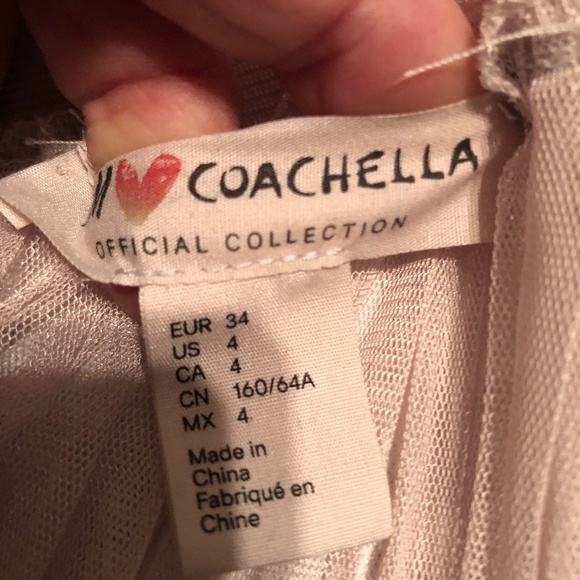 COACHELLA
OFFICIAL COLLECTION
EUR 34
US 4
CA 4
CN 160/64A
MX 4
Made in
China
Fabriqué en
Chine